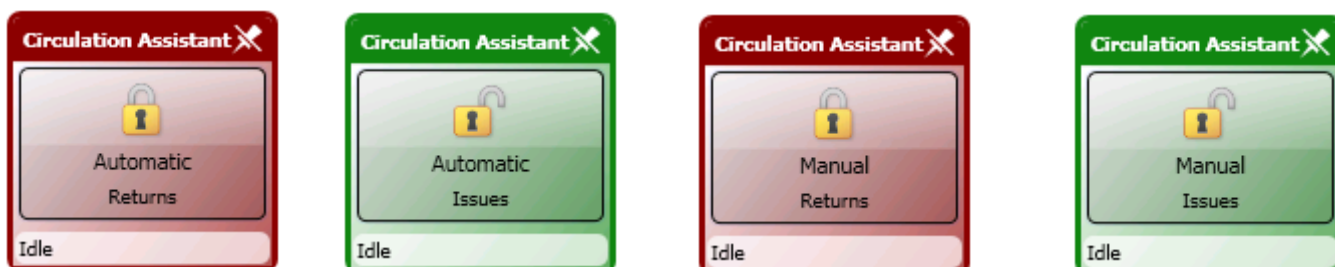 Circulation Assistant
Automatic
Returns
Idle
Circulation Assistant
Automatic
Issues
Idle
Circulation Assistant
Manual
Returns
Idle
Circulation Assistant
Manual
Issues
Idle